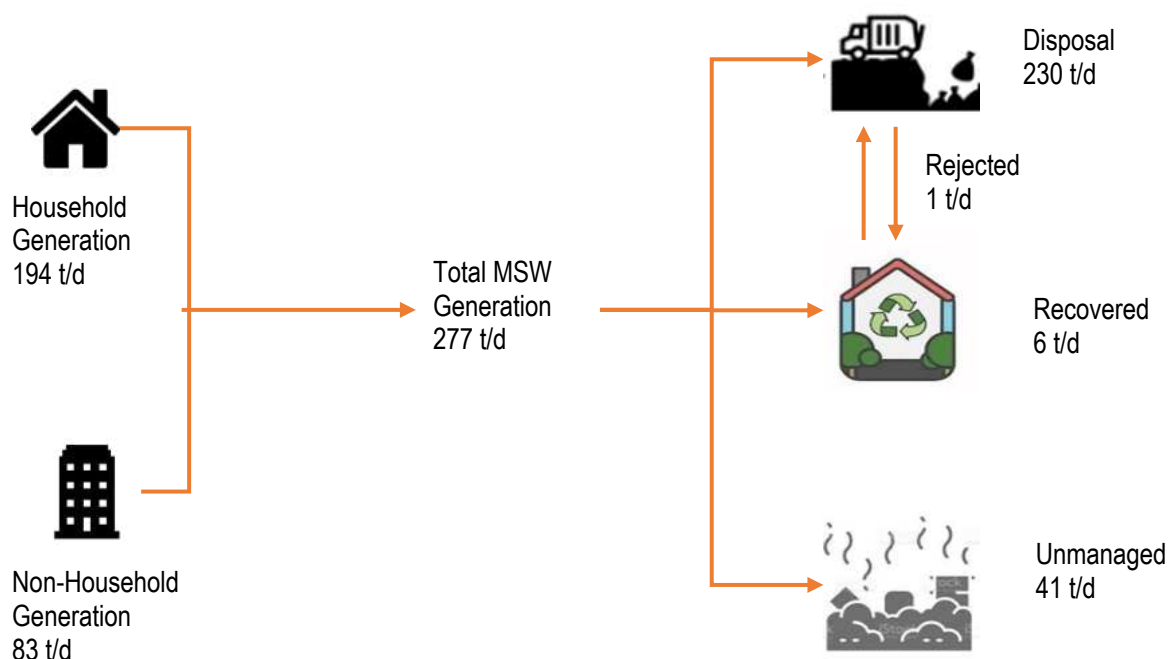 Household
Generation
194 t/d
Non-Household
Generation
83 t/d
Total MSW
Generation
277 t/d
Disposal
230 t/d
Rejected
1 t/d
Recovered
6 t/d
Unmanaged
41 t/d